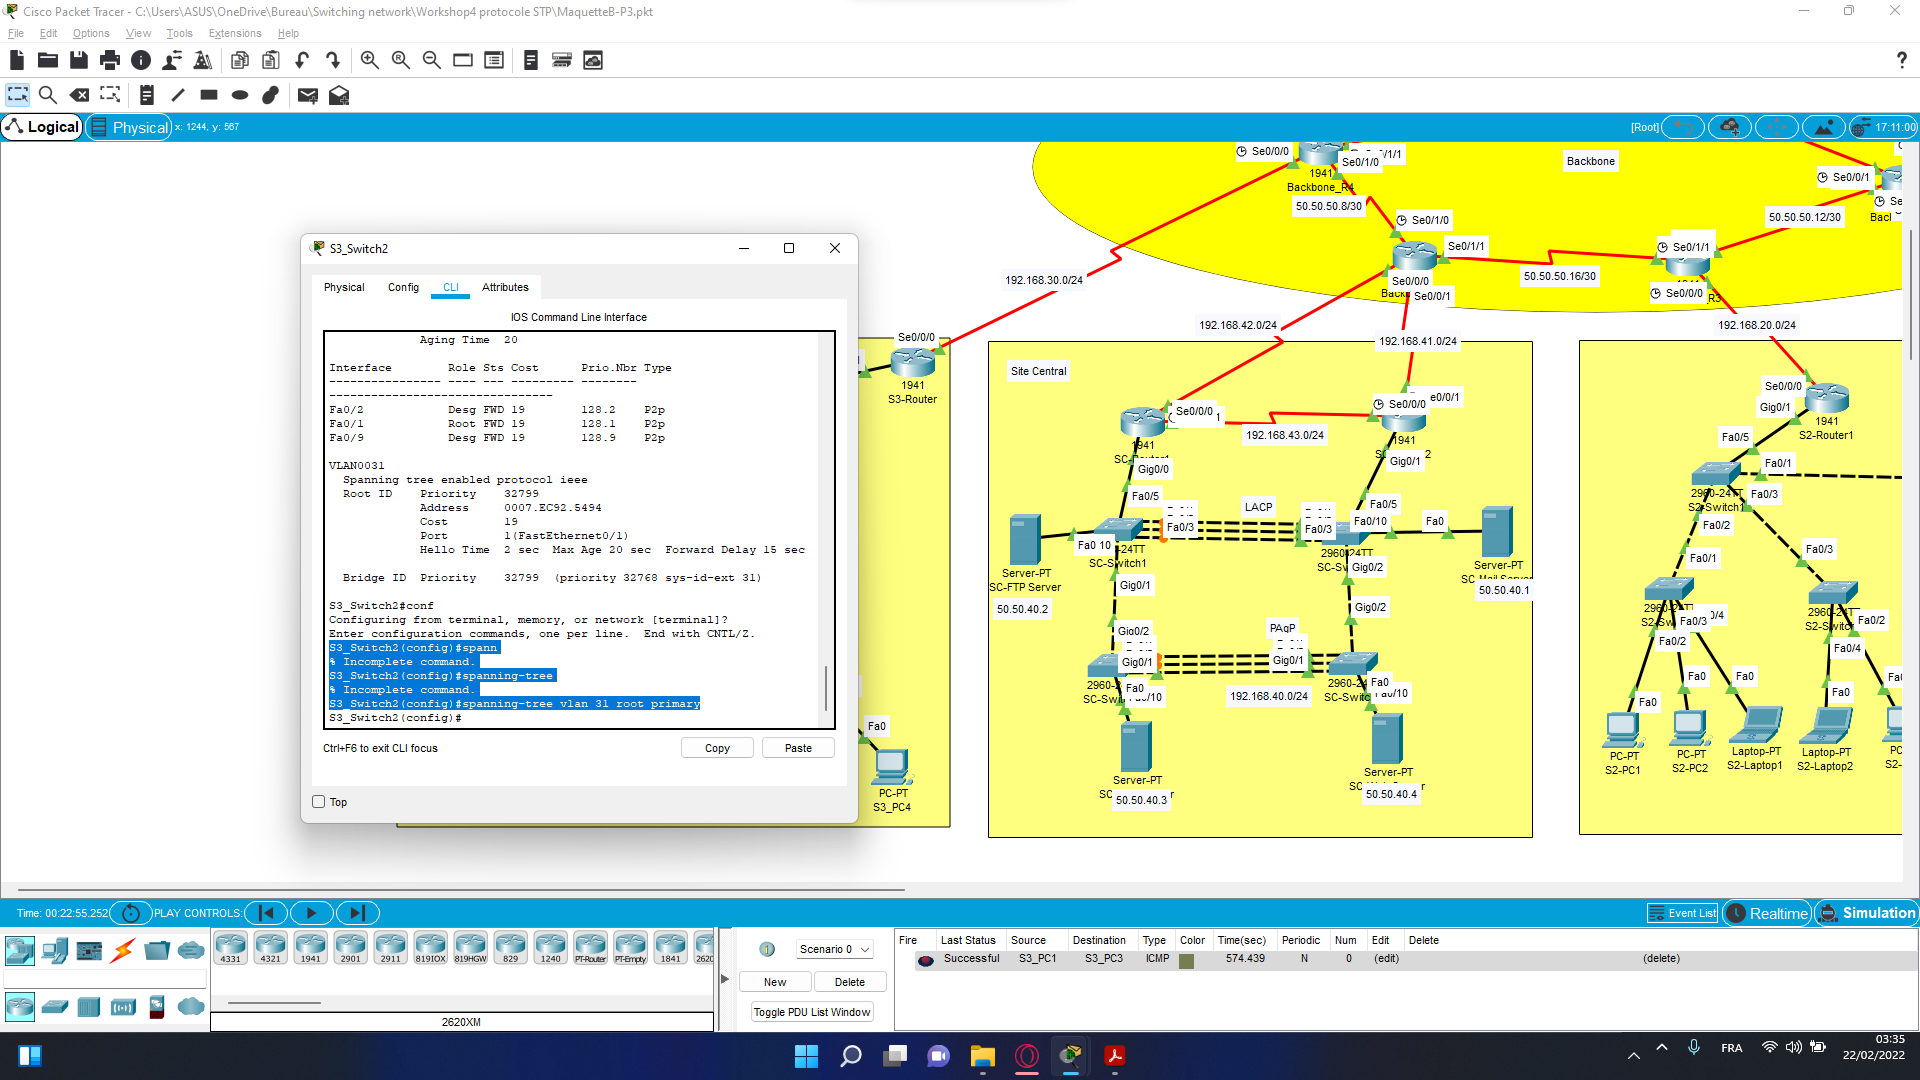 Cisco Packet Tracer - C:\Users\ASUS\OneDrive\Bureau\Switching network\Workshop4 protocole STP\MaquetteB-P3.pkt
File Edit Options View Tools Extensions Help
Logical Physical x: 1244, y: 567 [Root] 17:11:00
S3_Switch2
Physical Config CLI Attributes
IOS Command Line Interface
Aging Time 20
Interface Role Sts Cost Prio.Nbr Type
---------------- ---- --- --------- --------
--------------------------------
Fa0/2 Desg FWD 19 128.2 P2p
Fa0/1 Root FWD 19 128.1 P2p
Fa0/9 Desg FWD 19 128.9 P2p
VLAN0031
Spanning tree enabled protocol ieee
Root ID Priority 32799
Address 0007.EC92.5494
Cost 19
Port 1(FastEthernet0/1)
Hello Time 2 sec Max Age 20 sec Forward Delay 15 sec
Bridge ID Priority 32799 (priority 32768 sys-id-ext 31)
S3_Switch2#conf
Configuring from terminal, memory, or network [terminal]?
Enter configuration commands, one per line. End with CNTL/Z.
S3_Switch2(config)#spann
% Incomplete command.
S3_Switch2(config)#spanning-tree
% Incomplete command.
S3_Switch2(config)#spanning-tree vlan 31 root primary
S3_Switch2(config)#
Ctrl+F6 to exit CLI focus
Copy Paste
Top
Backbone
Se0/0/0
Se0/1/0
1941
Backbone_R4
50.50.50.8/30
Se0/1/0
Se0/1/1
Se0/0/0
Se0/0/1
50.50.50.16/30
Se0/1/1
Se0/0/0
R3
50.50.50.12/30
Se0/0/1
192.168.30.0/24
192.168.42.0/24
192.168.41.0/24
192.168.20.0/24
Se0/0/0
1941
S3-Router
Fa0
PC-PT
S3_PC4
Site Central
Se0/0/0
1941
Gig0/0
Fa0/5
192.168.43.0/24
Se0/0/0
1941
Gig0/1
Fa0/5
LACP
Fa0/3
Fa0/3
Fa0/10
Fa0
Fa0 10
SC-Switch1
Server-PT
SC-FTP Server
50.50.40.2
Server-PT
50.50.40.1
Gig0/1
Gig0/2
Gig0/2
Gig0/2
PAgP
Gig0/1
Gig0/1
Fa0
Fa0
192.168.40.0/24
Server-PT
50.50.40.3
Server-PT
50.50.40.4
Se0/0/0
Gig0/1
1941
S2-Router1
Fa0/5
Fa0/1
2960-24TT
S2-Switch1
Fa0/3
Fa0/2
Fa0/1
Fa0/3
Fa0/3
Fa0/2
Fa0/2
Fa0/4
Fa0
Fa0
Fa0
Fa0
PC-PT
S2-PC1
PC-PT
S2-PC2
Laptop-PT
S2-Laptop1
Laptop-PT
S2-Laptop2
Time: 00:22:55.252 PLAY CONTROLS: Event List Realtime Simulation
4331 4321 1941 2901 2911 819IOX 819HGW 829 1240 PT-Router PT-Empty 1841
2620XM
Scenario 0
New Delete
Toggle PDU List Window
Fire Last Status Source Destination Type Color Time(sec) Periodic Num Edit Delete
Successful S3_PC1 S3_PC3 ICMP 574.439 N 0 (edit) (delete)
FRA
03:35
22/02/2022